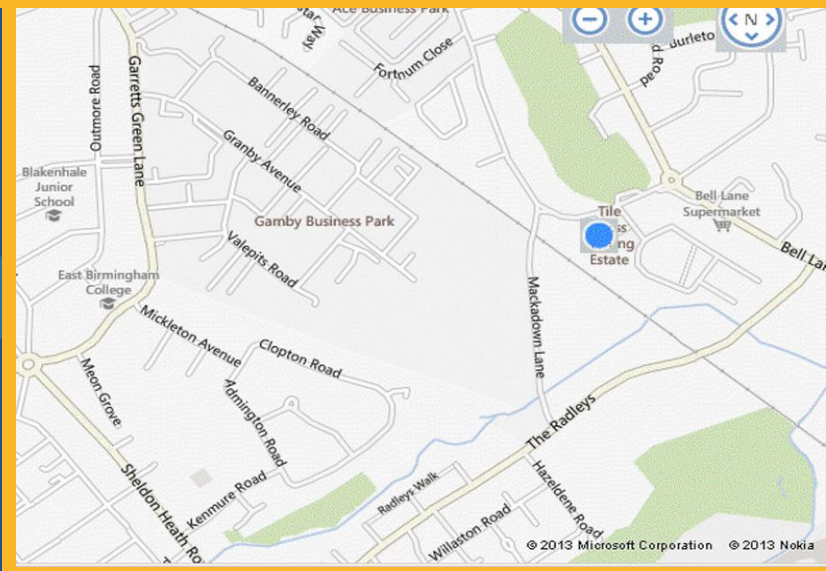 Ace Business Park
Way
Fortnum Close
Burleto
N
Outmore Road
Garretts Green Lane
Bannerley Road
Granby Avenue
Blakenhale
Junior
School
Gamby Business Park
Bell Lane
Supermarket
Tile
Estate
Valepits Road
Bell La
East Birmingham
College
Mackadown Lane
Mickleton Avenue
Clopton Road
Meon Grove
Admington Road
The Radleys
Sheldon Heath Ro
Kenmure Road
Radleys Walk
Hazeldene Road
Willaston Road
© 2013 Microsoft Corporation © 2013 Nokia